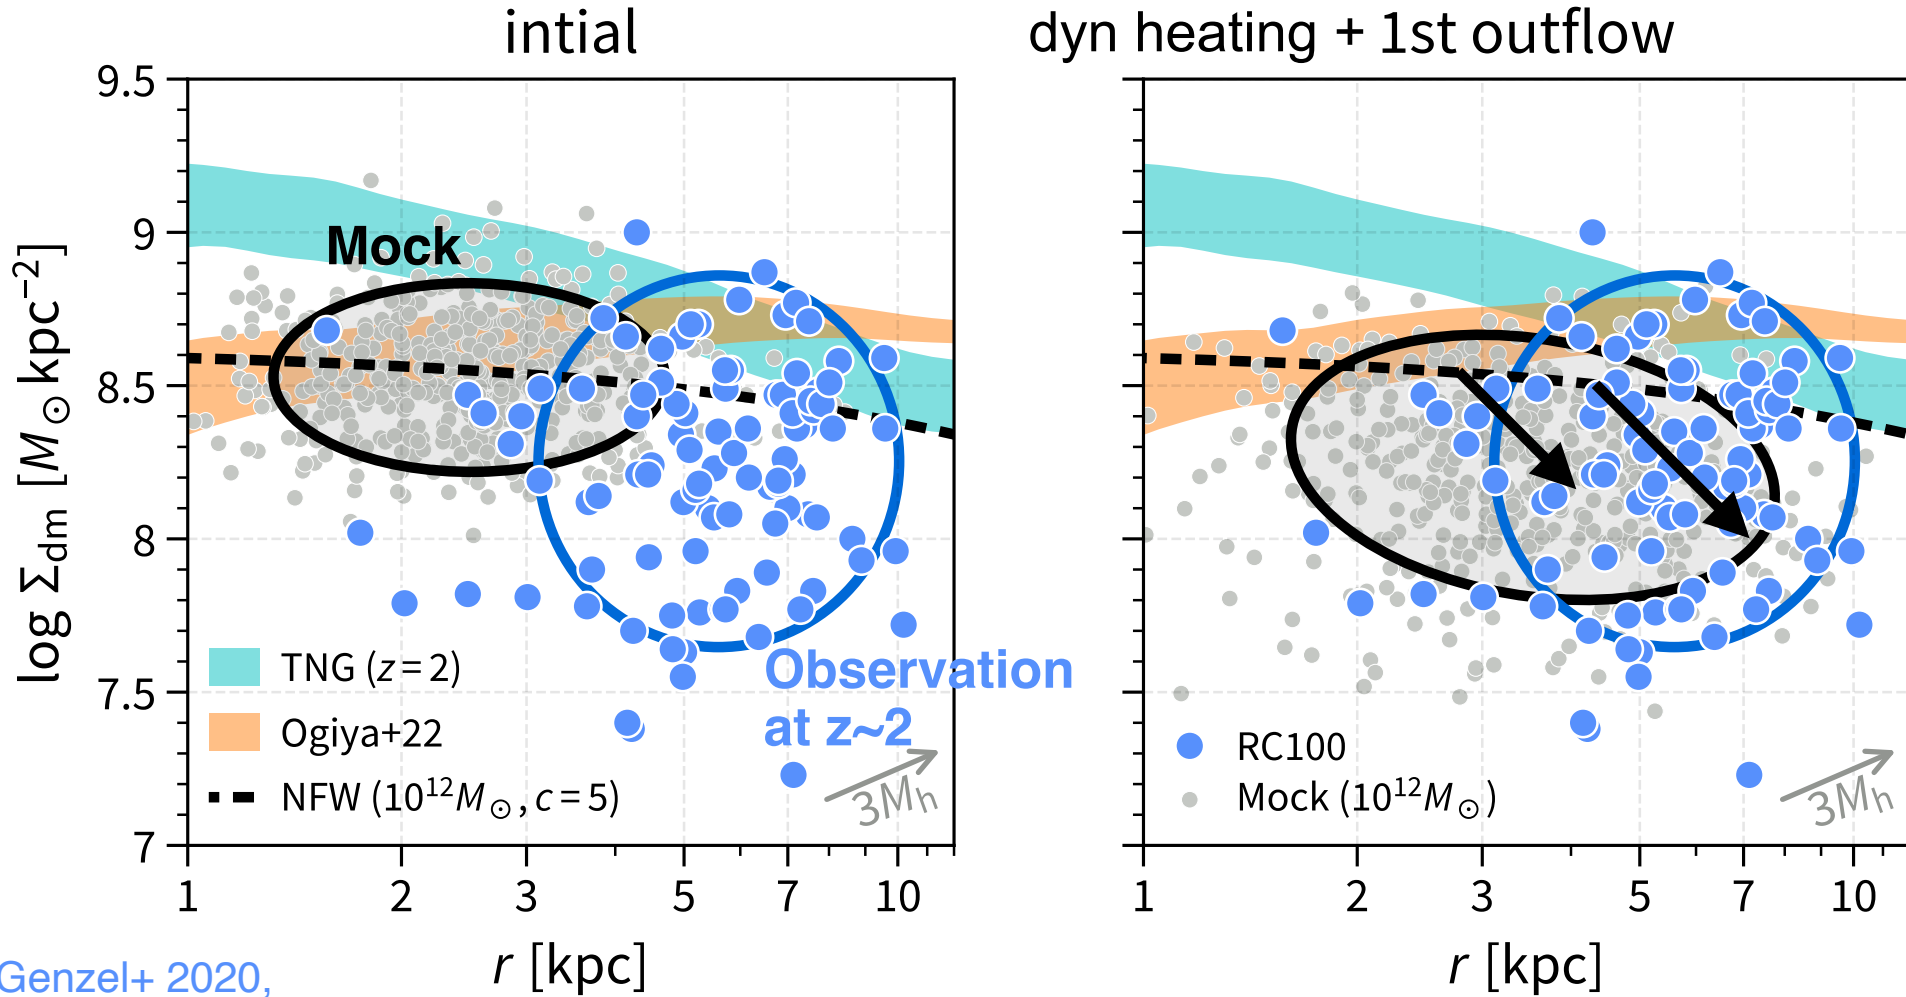 intial
dyn heating + 1st outflow
log Σdm [M⊙ kpc⁻²]
9.5
9
8.5
8
7.5
7
Mock
Observation
at z~2
TNG (z = 2)
Ogiya+22
NFW (10¹²M⊙, c = 5)
3Mh
1 2 3 5 7 10
r [kpc]
RC100
Mock (10¹²M⊙)
3Mh
1 2 3 5 7 10
r [kpc]
Genzel+ 2020,